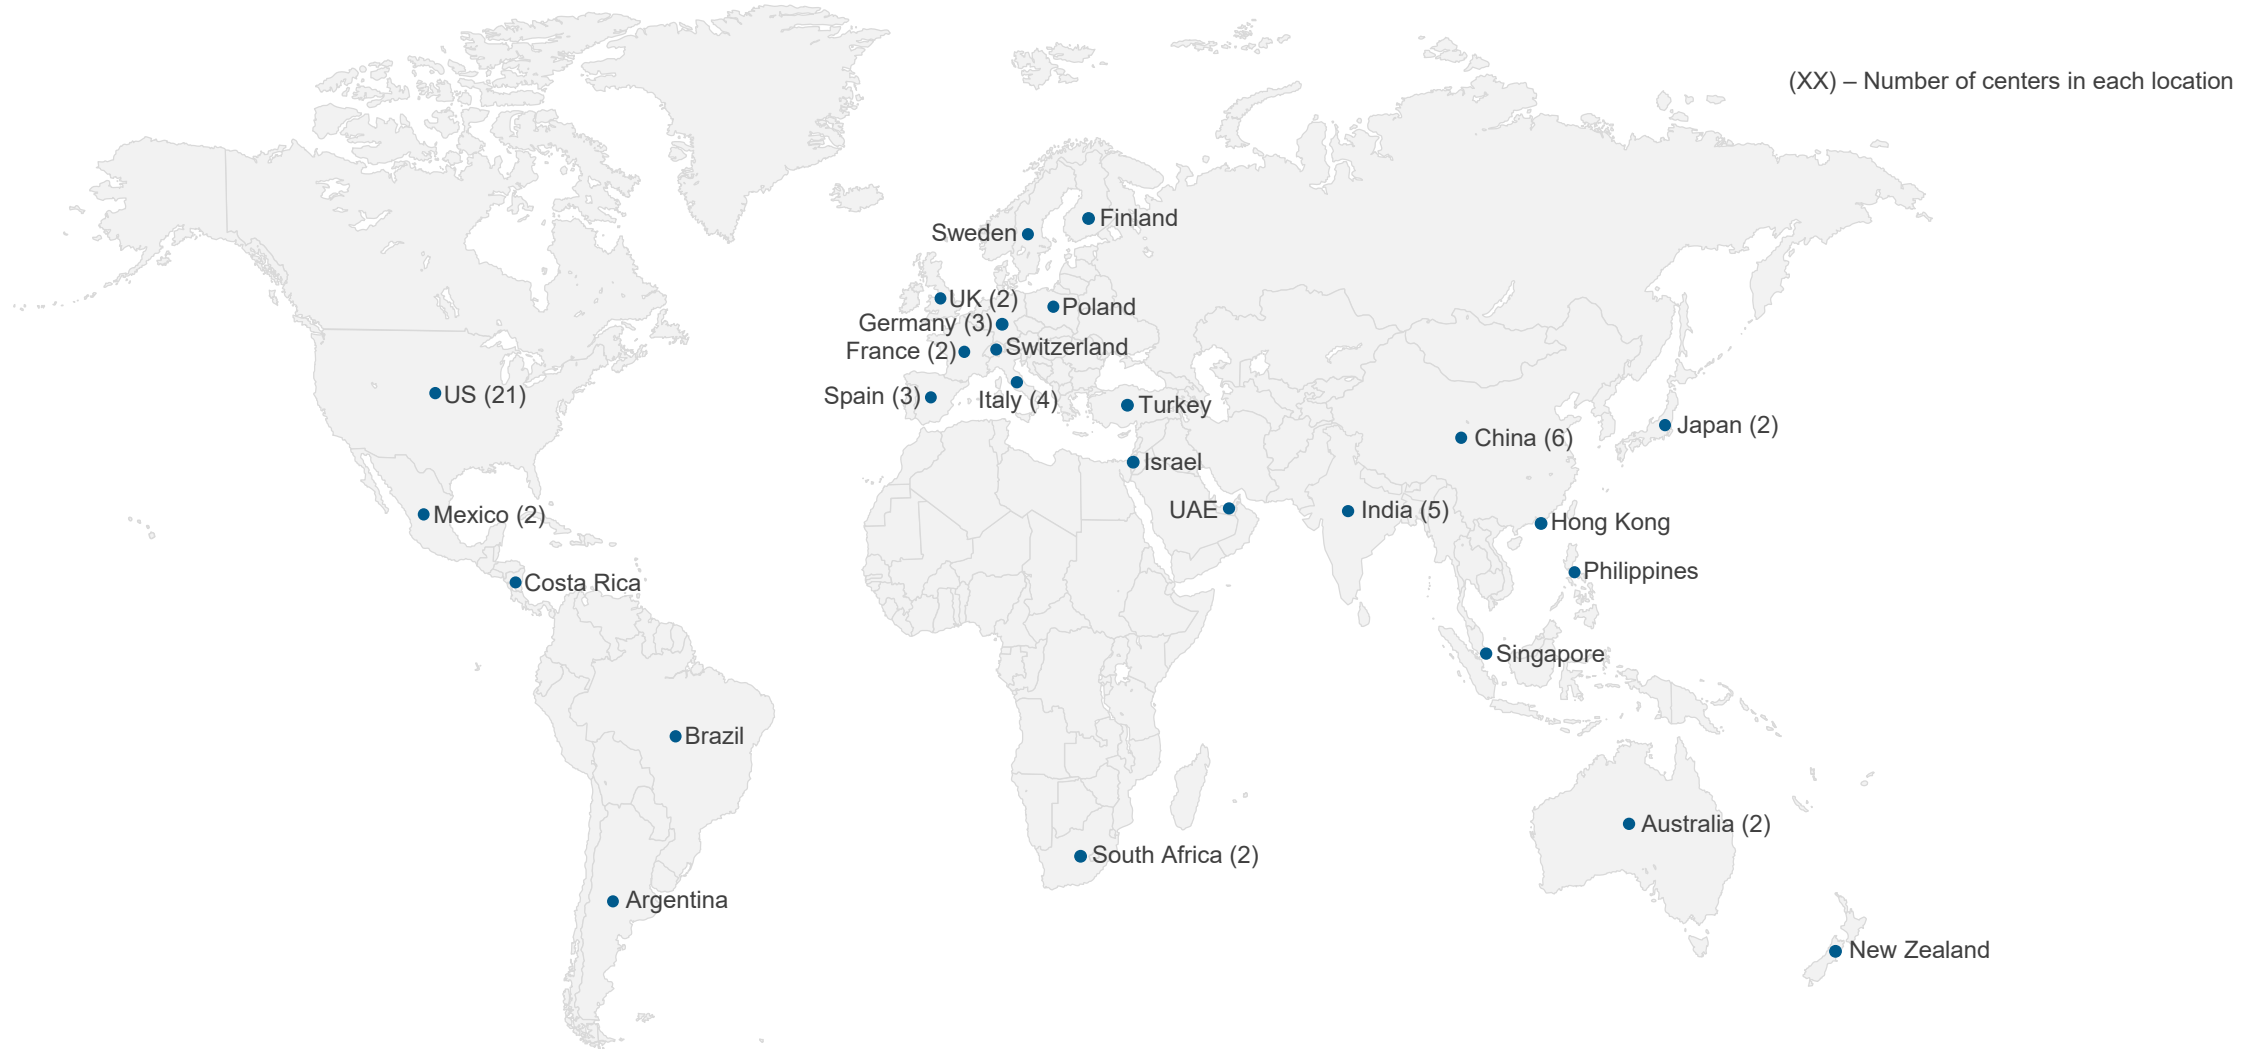 (XX) – Number of centers in each location
Finland
Sweden
UK (2)
Poland
Germany (3)
Switzerland
France (2)
US (21)
Spain (3)
Italy (4)
Turkey
Japan (2)
China (6)
Israel
UAE
India (5)
Mexico (2)
Hong Kong
Philippines
Costa Rica
Singapore
Brazil
Australia (2)
South Africa (2)
Argentina
New Zealand